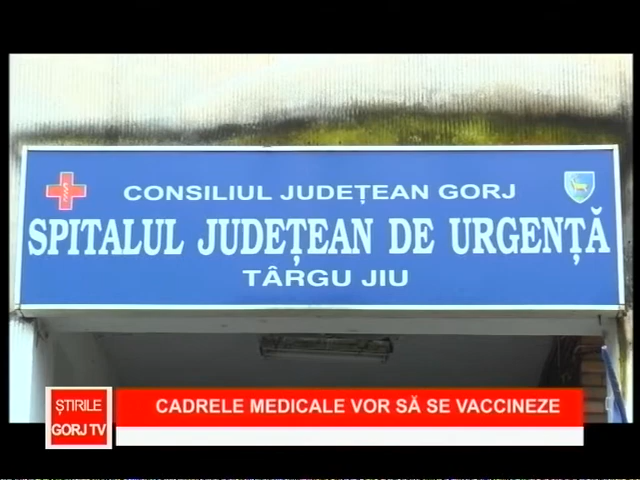 CONSILIUL JUDEȚEAN GORJ
SPITALUL JUDEȚEAN DE URGENȚĂ
TÂRGU JIU
ȘTIRILE
GORJ TV
CADRELE MEDICALE VOR SĂ SE VACCINEZE